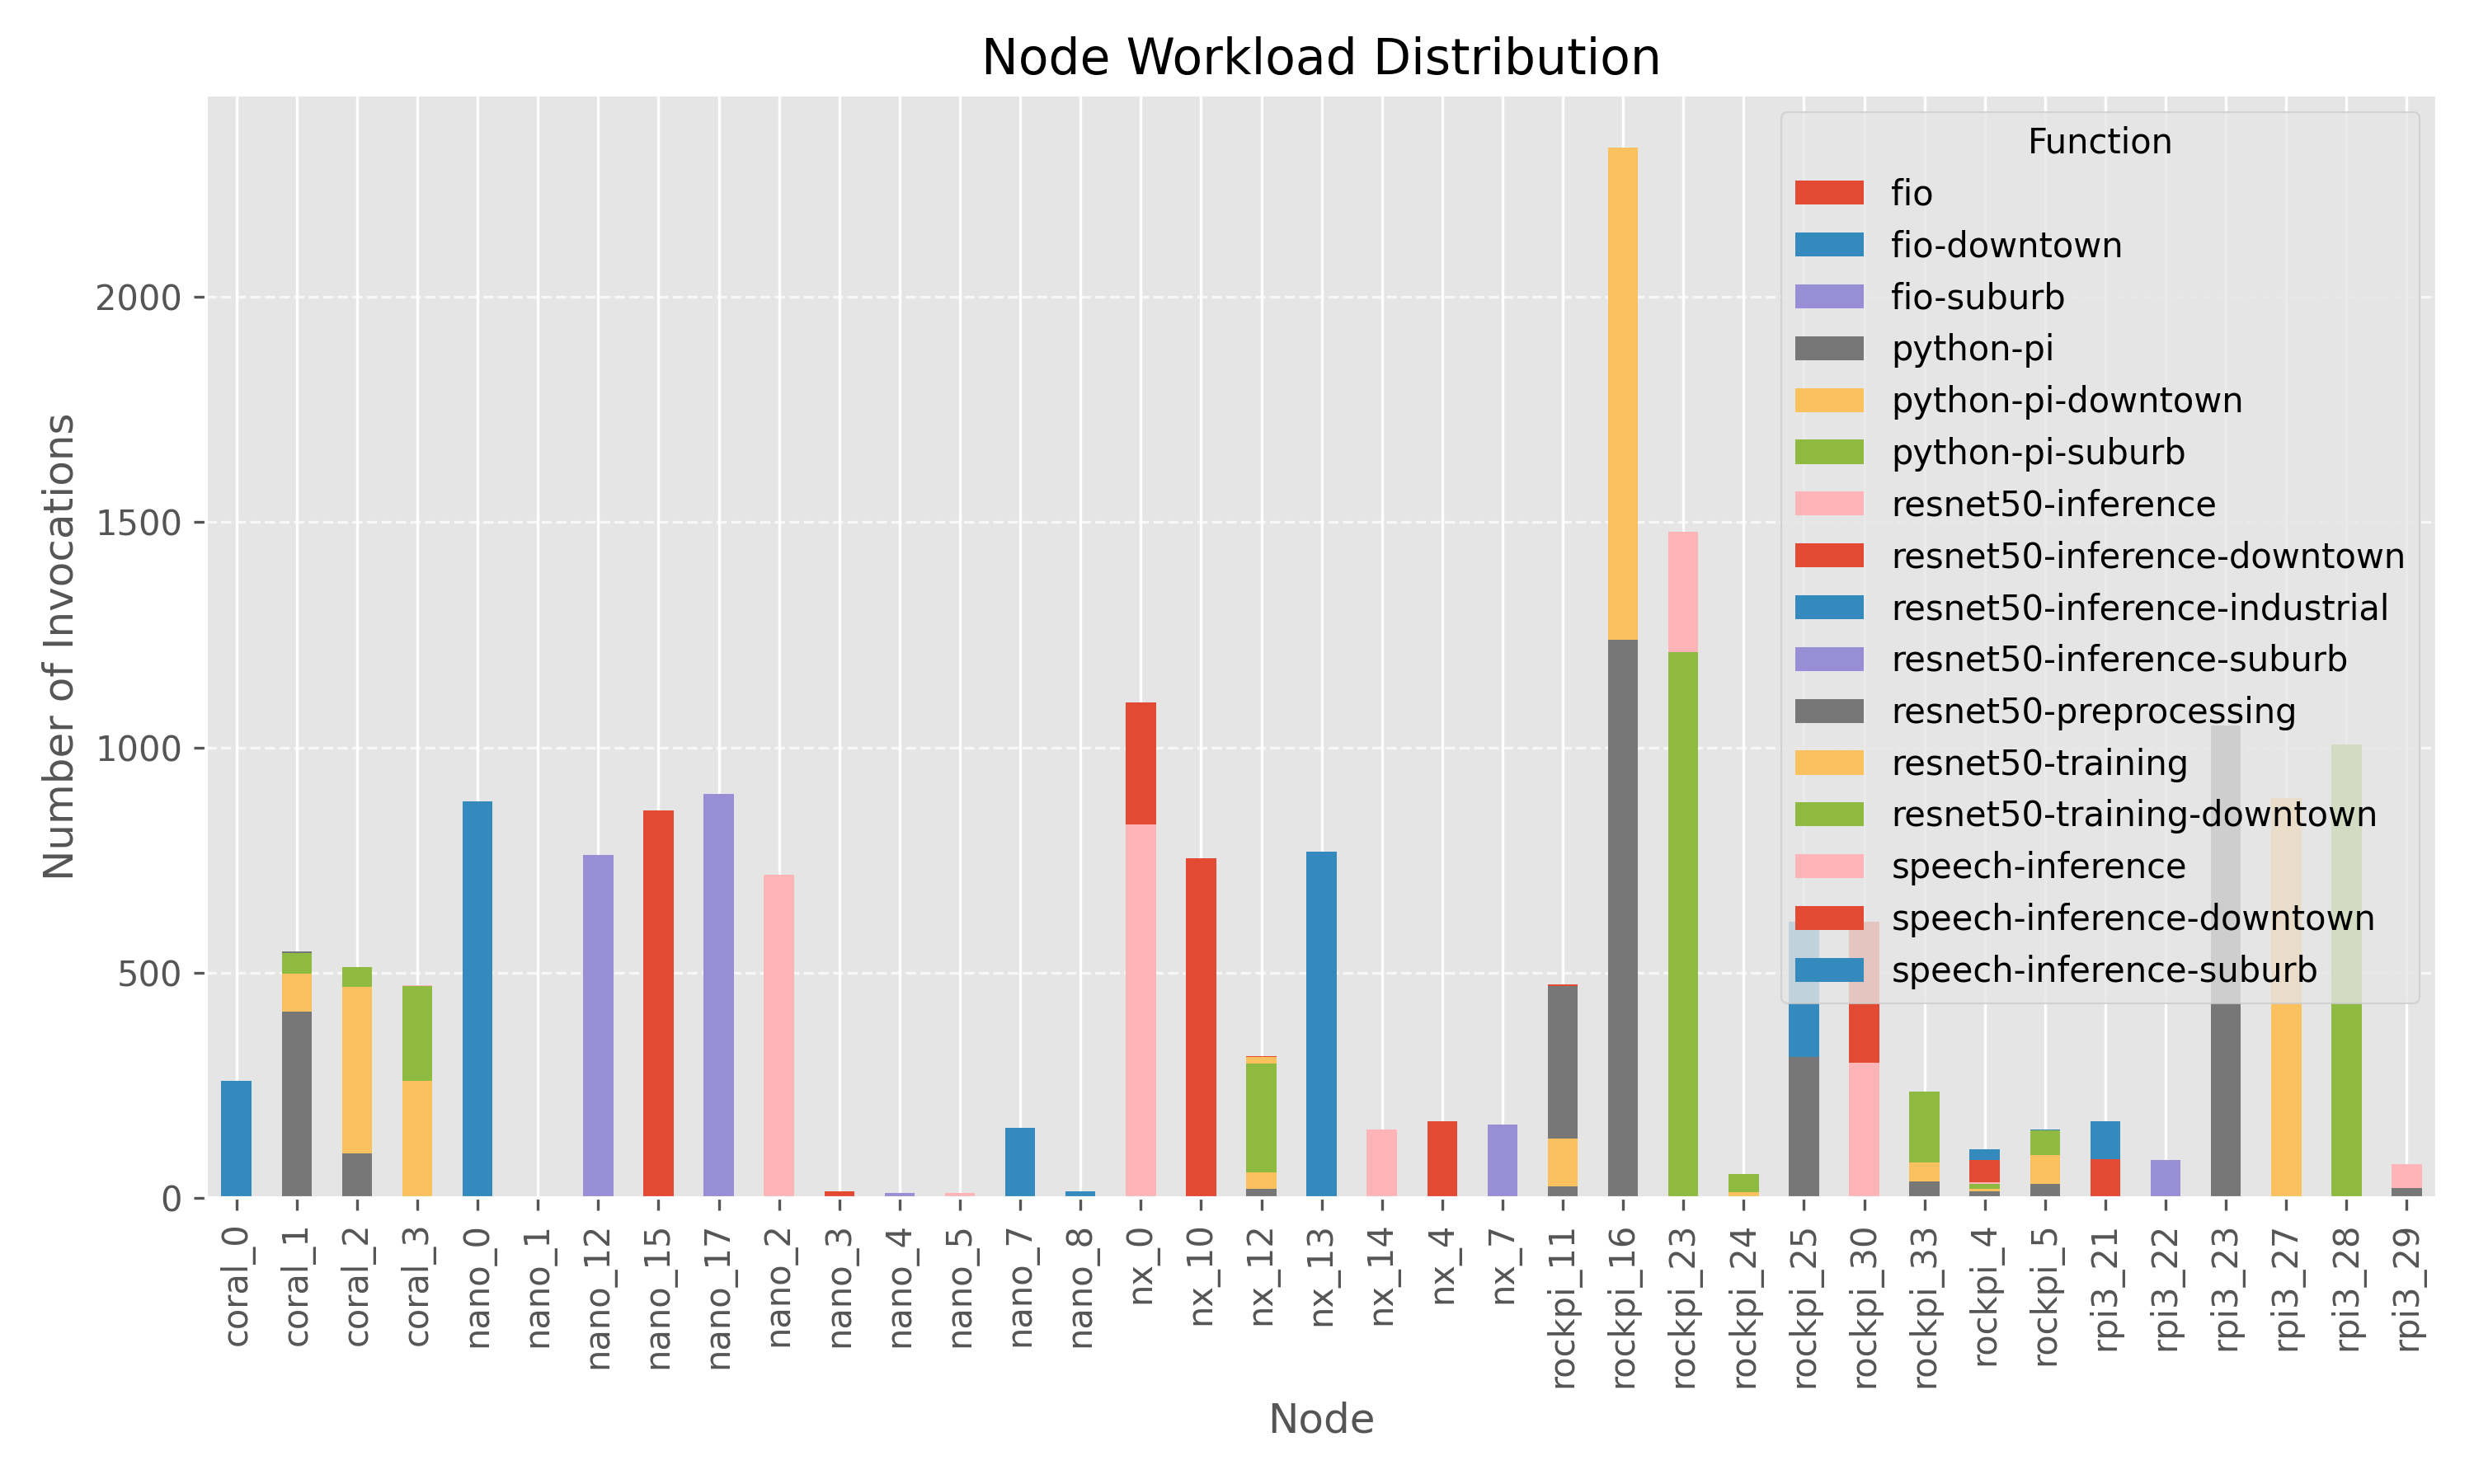 Node Workload Distribution
Number of Invocations
2000
1500
1000
500
0
Function
fio
fio-downtown
fio-suburb
python-pi
python-pi-downtown
python-pi-suburb
resnet50-inference
resnet50-inference-downtown
resnet50-inference-industrial
resnet50-inference-suburb
resnet50-preprocessing
resnet50-training
resnet50-training-downtown
speech-inference
speech-inference-downtown
speech-inference-suburb
coral_0
coral_1
coral_2
coral_3
nano_0
nano_1
nano_12
nano_15
nano_17
nano_2
nano_3
nano_4
nano_5
nano_7
nano_8
nx_0
nx_10
nx_12
nx_13
nx_14
nx_4
nx_7
rockpi_11
rockpi_16
rockpi_23
rockpi_24
rockpi_25
rockpi_30
rockpi_33
rockpi_4
rockpi_5
rpi3_21
rpi3_22
rpi3_23
rpi3_27
rpi3_28
rpi3_29
Node